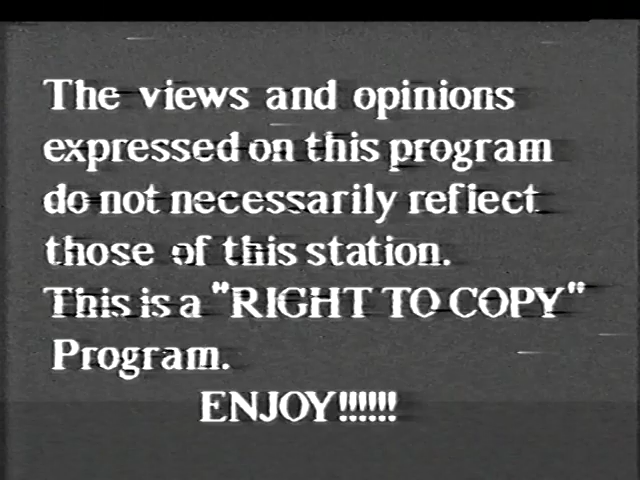 The views and opinions
expressed on this program
do not necessarily reflect
those of this station.
This is a "RIGHT TO COPY"
Program.
ENJOY!!!!!!